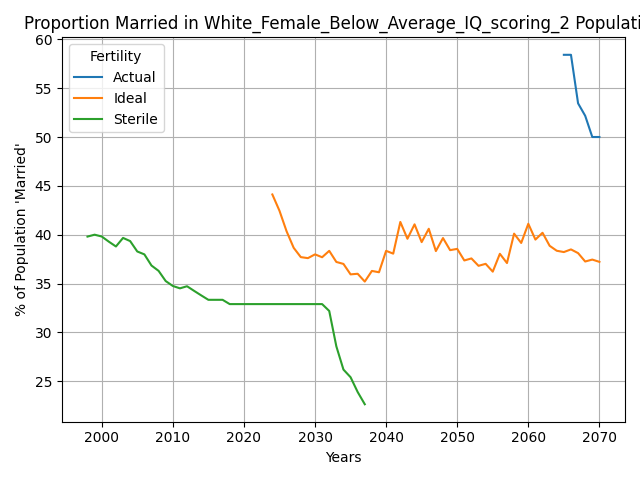 Proportion Married in White_Female_Below_Average_IQ_scoring_2 Populati
60
55
50
45
40
35
30
25
% of Population 'Married'
Fertility
Actual
Ideal
Sterile
2000 2010 2020 2030 2040 2050 2060 2070
Years